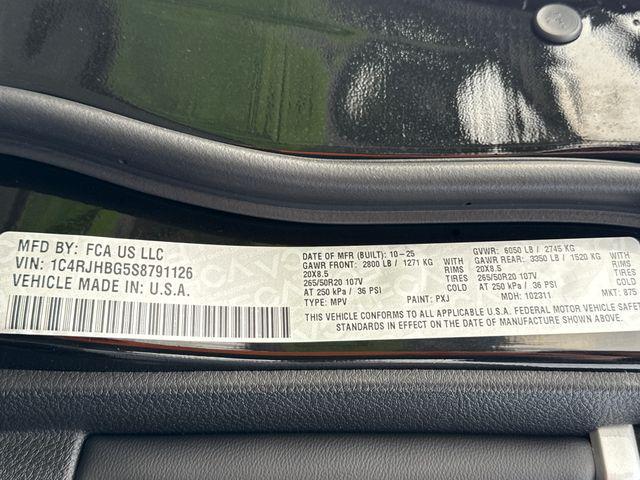 MFD BY: FCA US LLC
VIN: 1C4RJHBG5S8791126
VEHICLE MADE IN: U.S.A.
DATE OF MFR (BUILT): 10-25 GVWR: 6050 LB / 2745 KG
GAWR FRONT: 2800 LB / 1271 KG WITH GAWR REAR: 3350 LB / 1520 KG WITH
20X8.5 RIMS 20X8.5 RIMS
265/50R20 107V TIRES 265/50R20 107V TIRES
AT 250 kPa / 36 PSI COLD AT 250 kPa / 36 PSI COLD
TYPE: MPV PAINT: PXJ MDH: 102311 MKT: 875
THIS VEHICLE CONFORMS TO ALL APPLICABLE U.S.A. FEDERAL MOTOR VEHICLE SAFET
STANDARDS IN EFFECT ON THE DATE OF MANUFACTURE SHOWN ABOVE.